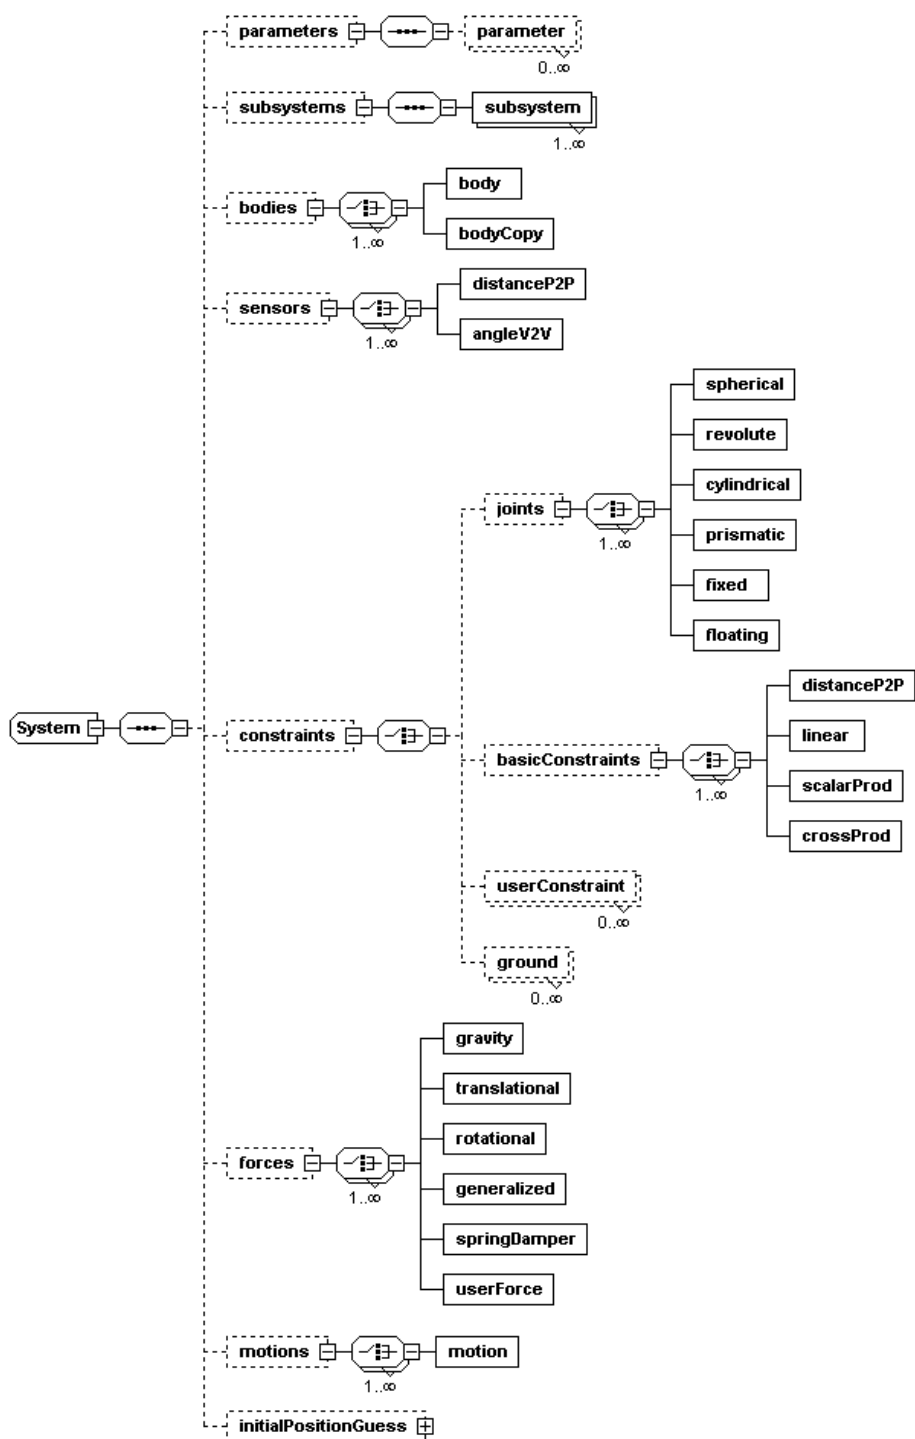 parameters
parameter
0..∞
subsystems
subsystem
1..∞
bodies
1..∞
body
bodyCopy
sensors
1..∞
distanceP2P
angleV2V
System
constraints
joints
1..∞
spherical
revolute
cylindrical
prismatic
fixed
floating
basicConstraints
1..∞
distanceP2P
linear
scalarProd
crossProd
userConstraint
0..∞
ground
0..∞
forces
1..∞
gravity
translational
rotational
generalized
springDamper
userForce
motions
1..∞
motion
initialPositionGuess